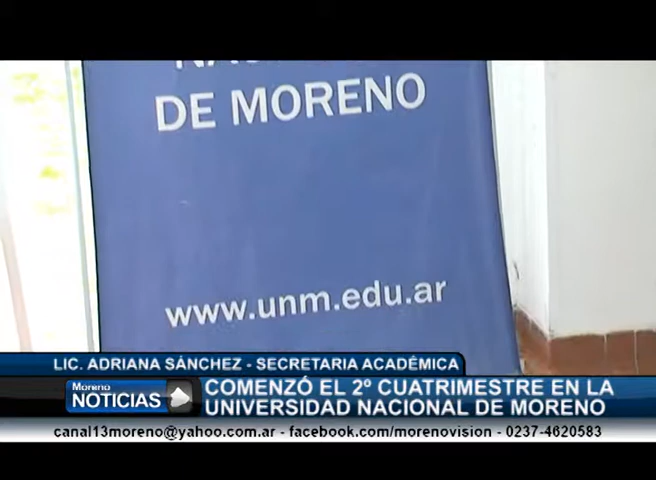 DE MORENO
www.unm.edu.ar
LIC. ADRIANA SÁNCHEZ - SECRETARIA ACADÉMICA
Moreno
NOTICIAS
COMENZÓ EL 2º CUATRIMESTRE EN LA
UNIVERSIDAD NACIONAL DE MORENO
canal13moreno@yahoo.com.ar - facebook.com/morenovision - 0237-4620583